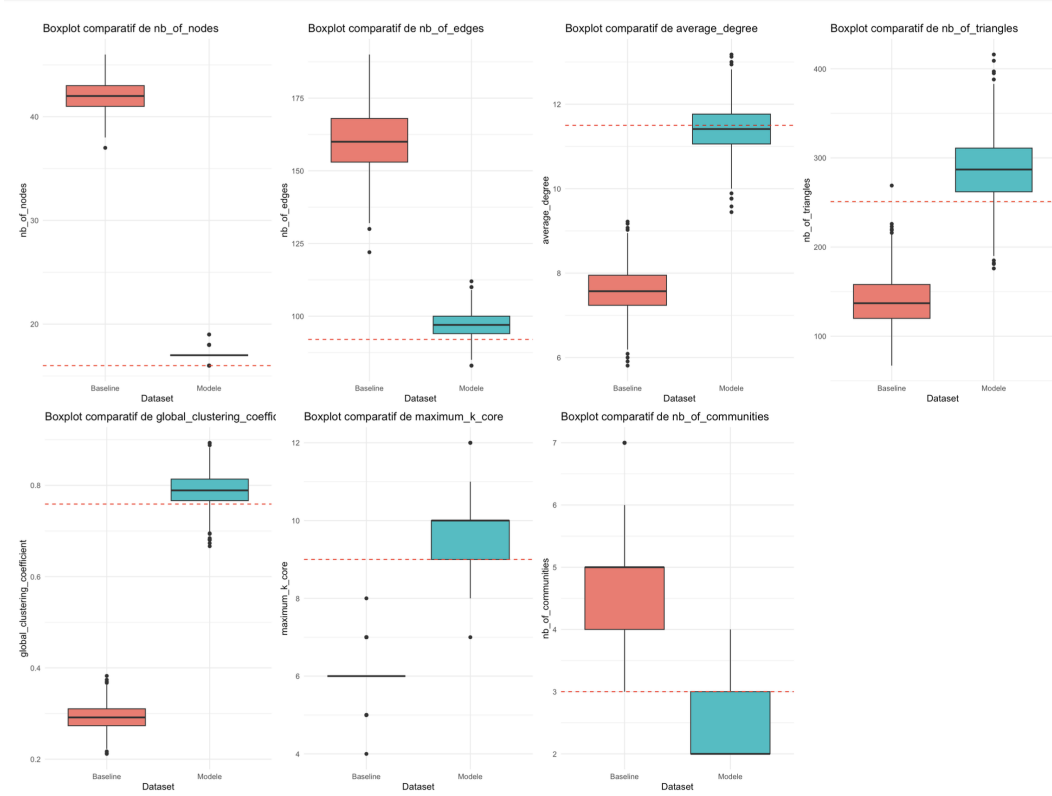 Boxplot comparatif de nb_of_nodes
nb_of_nodes
40
30
20
Baseline
Modele
Dataset
Boxplot comparatif de nb_of_edges
nb_of_edges
175
150
125
100
Baseline
Modele
Dataset
Boxplot comparatif de average_degree
average_degree
12
10
8
6
Baseline
Modele
Dataset
Boxplot comparatif de nb_of_triangles
nb_of_triangles
400
300
200
100
Baseline
Modele
Dataset
Boxplot comparatif de global_clustering_coeffic
global_clustering_coefficient
0.8
0.6
0.4
0.2
Baseline
Modele
Dataset
Boxplot comparatif de maximum_k_core
maximum_k_core
12
10
8
6
4
Baseline
Modele
Dataset
Boxplot comparatif de nb_of_communities
nb_of_communities
7
6
5
4
3
2
Baseline
Modele
Dataset